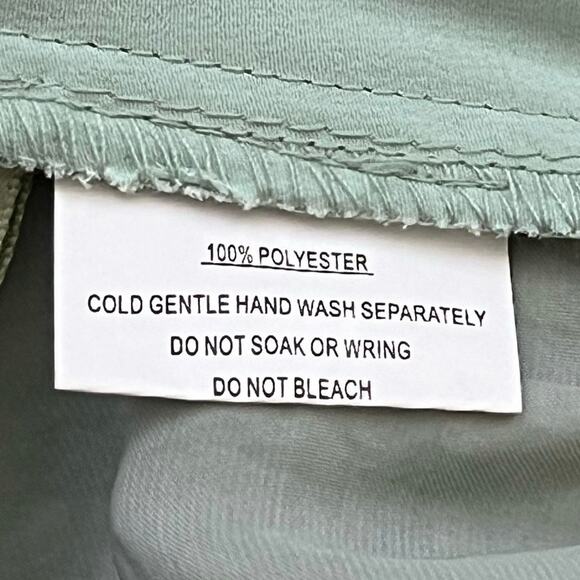 100% POLYESTER
COLD GENTLE HAND WASH SEPARATELY
DO NOT SOAK OR WRING
DO NOT BLEACH